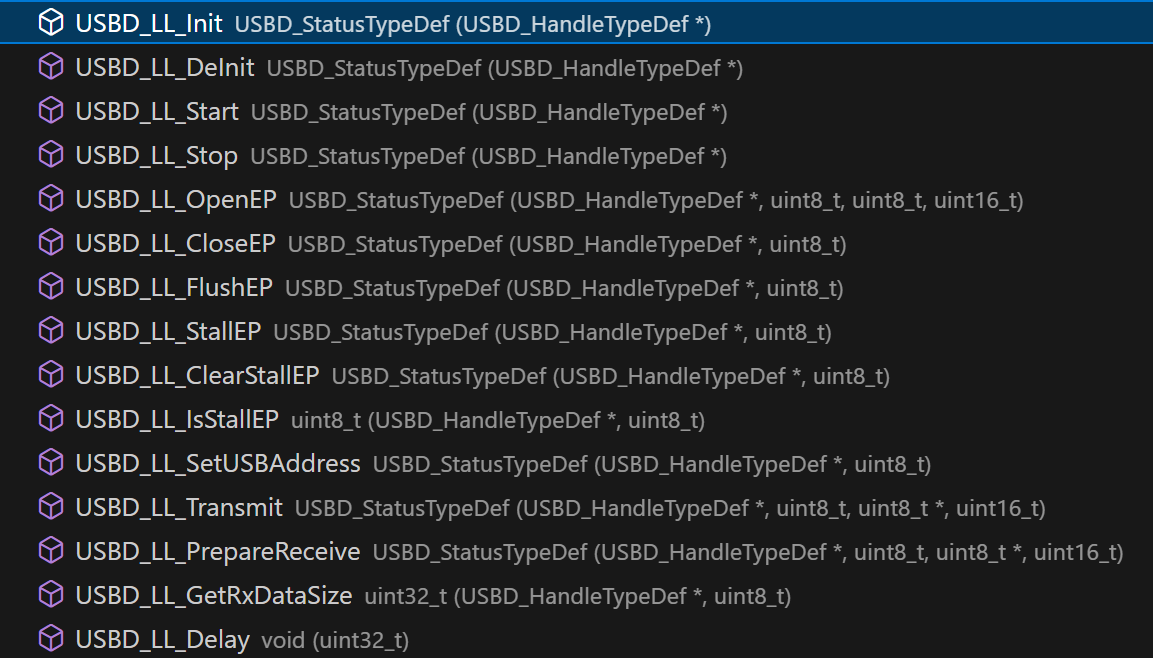 USBD_LL_Init USBD_StatusTypeDef (USBD_HandleTypeDef *)
USBD_LL_DeInit USBD_StatusTypeDef (USBD_HandleTypeDef *)
USBD_LL_Start USBD_StatusTypeDef (USBD_HandleTypeDef *)
USBD_LL_Stop USBD_StatusTypeDef (USBD_HandleTypeDef *)
USBD_LL_OpenEP USBD_StatusTypeDef (USBD_HandleTypeDef *, uint8_t, uint8_t, uint16_t)
USBD_LL_CloseEP USBD_StatusTypeDef (USBD_HandleTypeDef *, uint8_t)
USBD_LL_FlushEP USBD_StatusTypeDef (USBD_HandleTypeDef *, uint8_t)
USBD_LL_StallEP USBD_StatusTypeDef (USBD_HandleTypeDef *, uint8_t)
USBD_LL_ClearStallEP USBD_StatusTypeDef (USBD_HandleTypeDef *, uint8_t)
USBD_LL_IsStallEP uint8_t (USBD_HandleTypeDef *, uint8_t)
USBD_LL_SetUSBAddress USBD_StatusTypeDef (USBD_HandleTypeDef *, uint8_t)
USBD_LL_Transmit USBD_StatusTypeDef (USBD_HandleTypeDef *, uint8_t, uint8_t *, uint16_t)
USBD_LL_PrepareReceive USBD_StatusTypeDef (USBD_HandleTypeDef *, uint8_t, uint8_t *, uint16_t)
USBD_LL_GetRxDataSize uint32_t (USBD_HandleTypeDef *, uint8_t)
USBD_LL_Delay void (uint32_t)